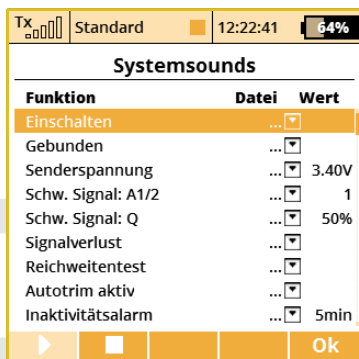 Tx Standard 12:22:41 64%
Systemsounds
Funktion Datei Wert
Einschalten ...
Gebunden ...
Senderspannung ... 3.40V
Schw. Signal: A1/2 ... 1
Schw. Signal: Q ... 50%
Signalverlust ...
Reichweitentest ...
Autotrim aktiv ...
Inaktivitätsalarm ... 5min
Ok